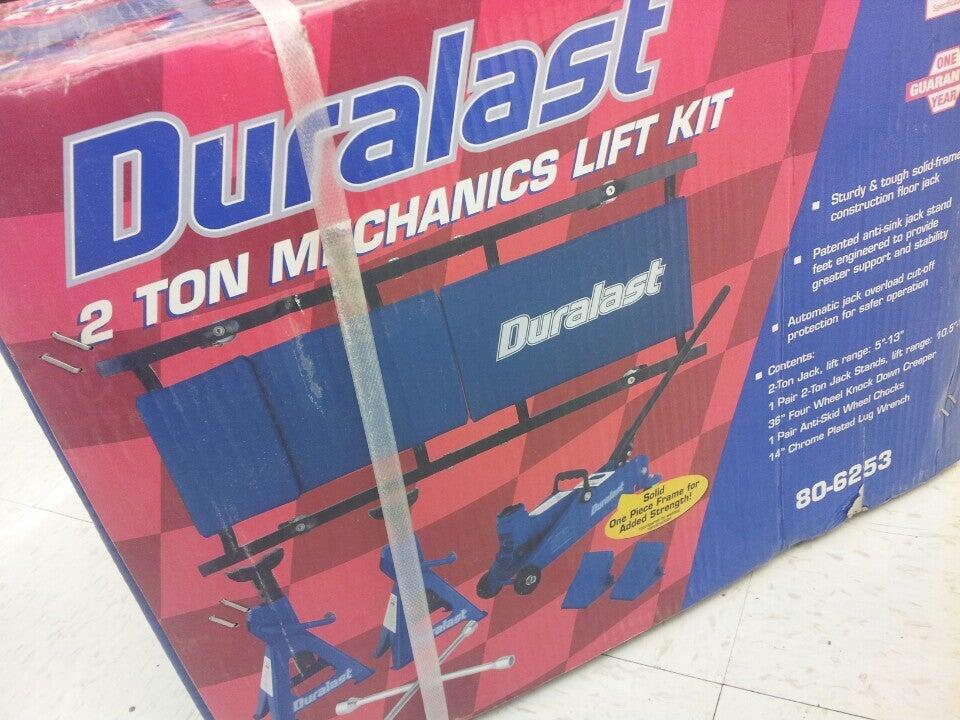 Duralast
2 TON MECHANICS LIFT KIT
Duralast
ONE
GUARAN
YEAR
■ Sturdy & tough solid-frame
construction floor jack
■ Patented anti-sink jack stand
feet engineered to provide
greater support and stability
■ Automatic jack overload cut-off
protection for safer operation
■ Contents:
2-Ton Jack, lift range: 5"-13"
1 Pair 2-Ton Jack Stands, lift range: 10.5"-
36" Four Wheel Knock Down Creeper
1 Pair Anti-Skid Wheel Chocks
14" Chrome Plated Lug Wrench
80-6253
Solid
One Piece Frame for
Added Strength!
Duralast
Duralast
Duralast